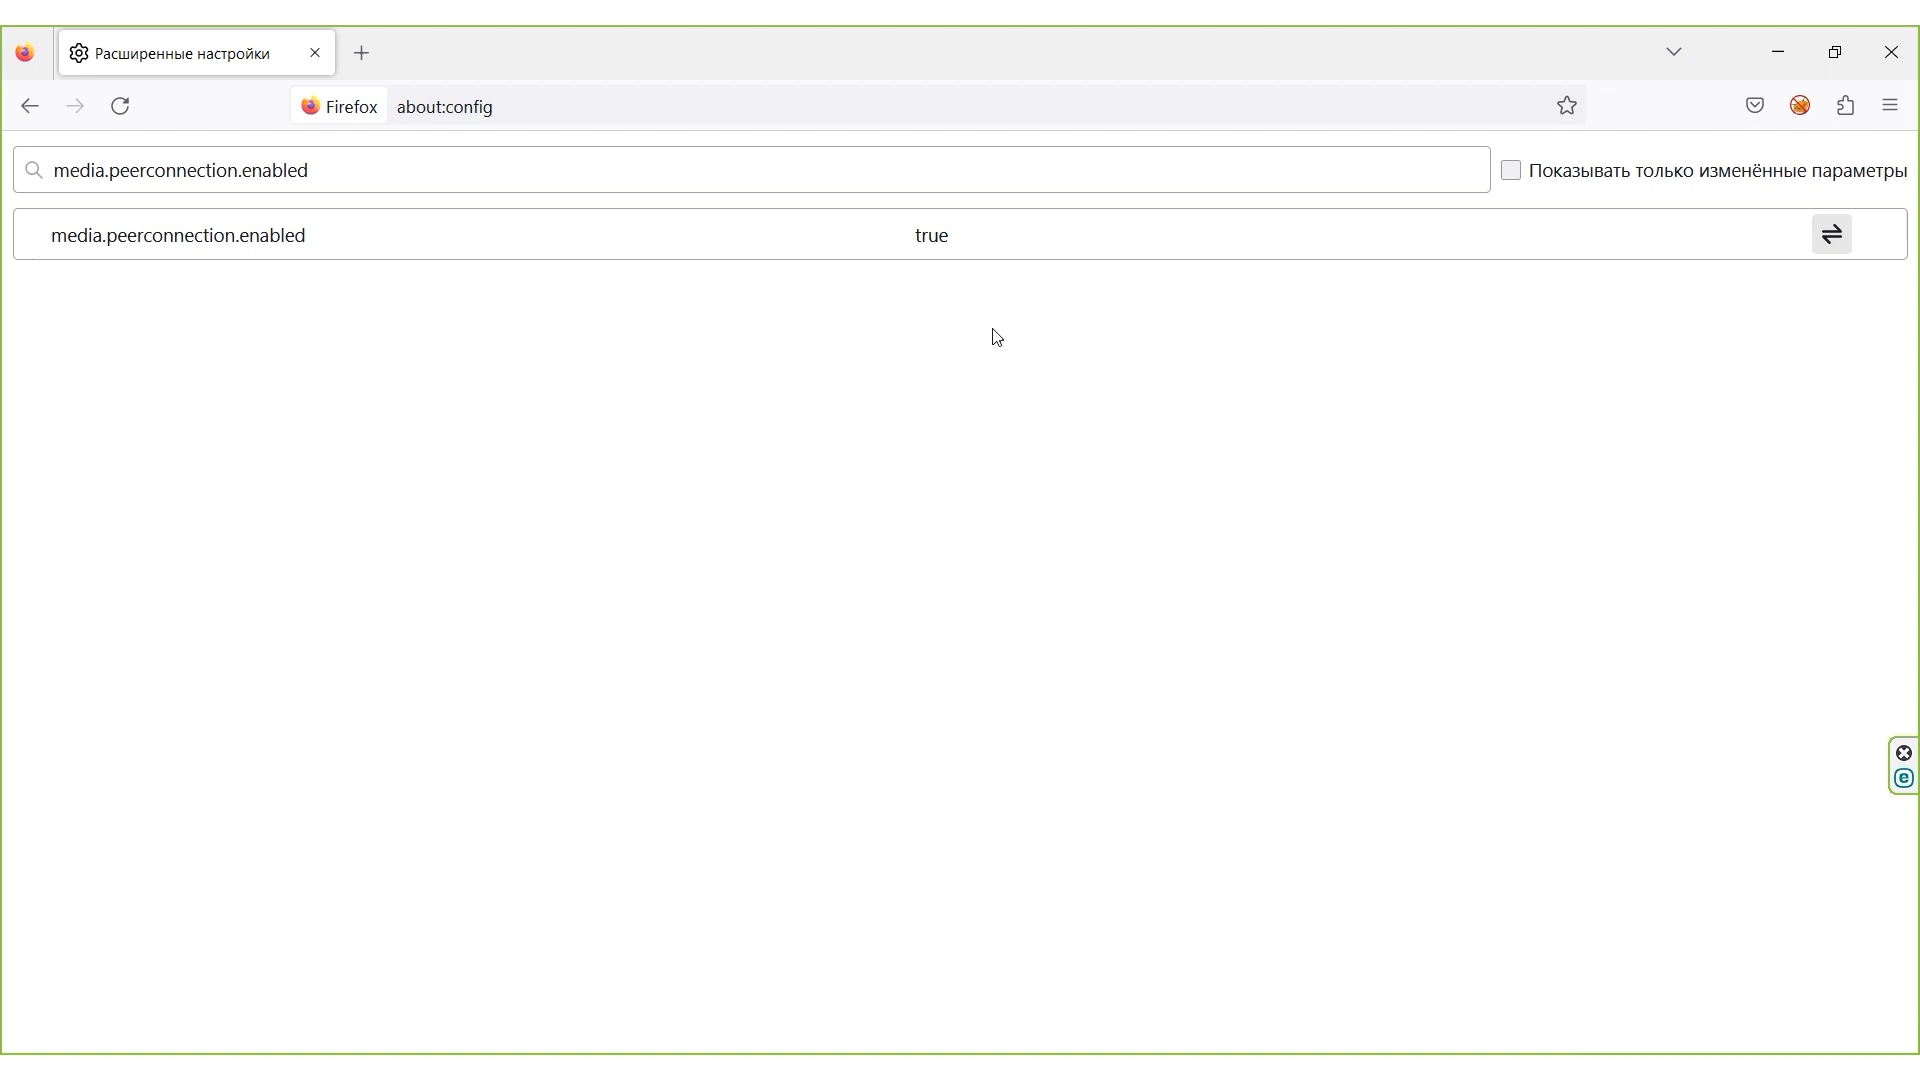 Расширенные настройки
Firefox about:config
media.peerconnection.enabled
Показывать только изменённые параметры
media.peerconnection.enabled true